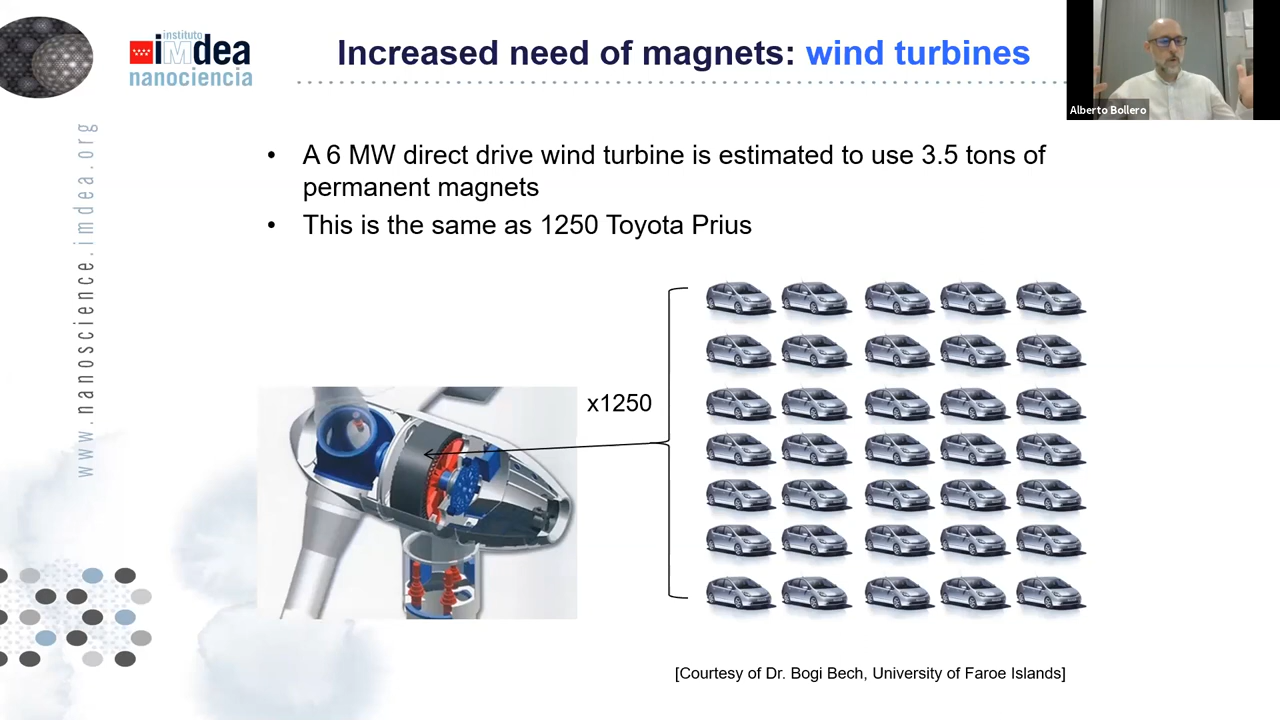 instituto
imdea
nanociencia
Increased need of magnets: wind turbines
Alberto Bollero
www.nanoscience.imdea.org
• A 6 MW direct drive wind turbine is estimated to use 3.5 tons of
permanent magnets
• This is the same as 1250 Toyota Prius
x1250
[Courtesy of Dr. Bogi Bech, University of Faroe Islands]